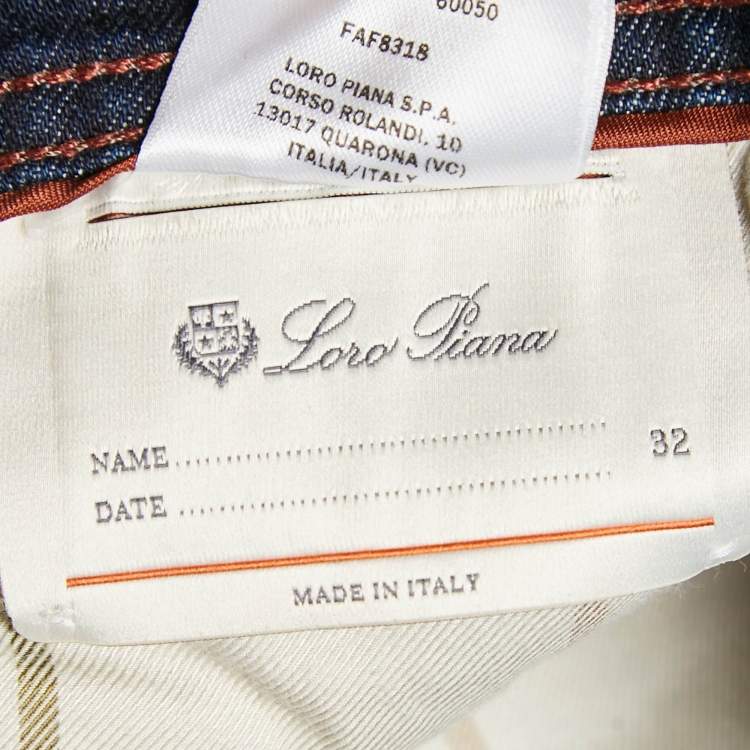 60050
FAF8318
LORO PIANA S.P.A.
CORSO ROLANDI, 10
13017 QUARONA (VC)
ITALIA/ITALY
Loro Piana
NAME
32
DATE
MADE IN ITALY